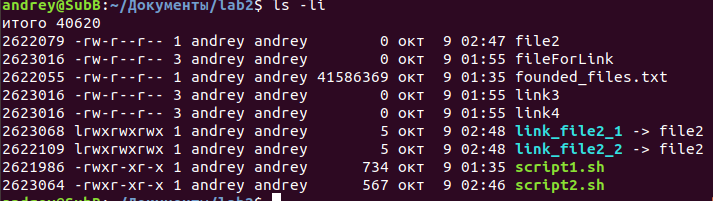 andrey@SubB:~/Документы/lab2$ ls -li
итого 40620
2622079 -rw-r--r-- 1 andrey andrey        0 окт  9 02:47 file2
2623016 -rw-r--r-- 3 andrey andrey        0 окт  9 01:55 fileForLink
2622055 -rw-r--r-- 1 andrey andrey 41586369 окт  9 01:35 founded_files.txt
2623016 -rw-r--r-- 3 andrey andrey        0 окт  9 01:55 link3
2623016 -rw-r--r-- 3 andrey andrey        0 окт  9 01:55 link4
2623068 lrwxrwxrwx 1 andrey andrey        5 окт  9 02:48 link_file2_1 -> file2
2622109 lrwxrwxrwx 1 andrey andrey        5 окт  9 02:48 link_file2_2 -> file2
2621986 -rwxr-xr-x 1 andrey andrey      734 окт  9 01:35 script1.sh
2623064 -rwxr-xr-x 1 andrey andrey      567 окт  9 02:46 script2.sh
andrey@SubB:~/Документы/lab2$